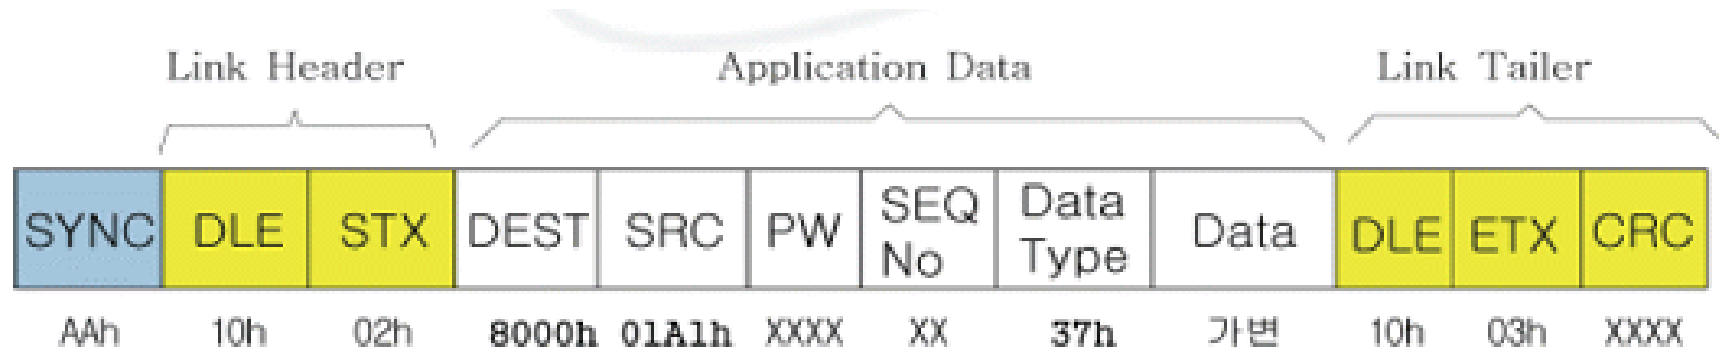 Link Header Application Data Link Tailer
SYNC DLE STX DEST SRC PW SEQ No Data Type Data DLE ETX CRC
AAh 10h 02h 8000h 01A1h XXXX XX 37h 가변 10h 03h XXXX